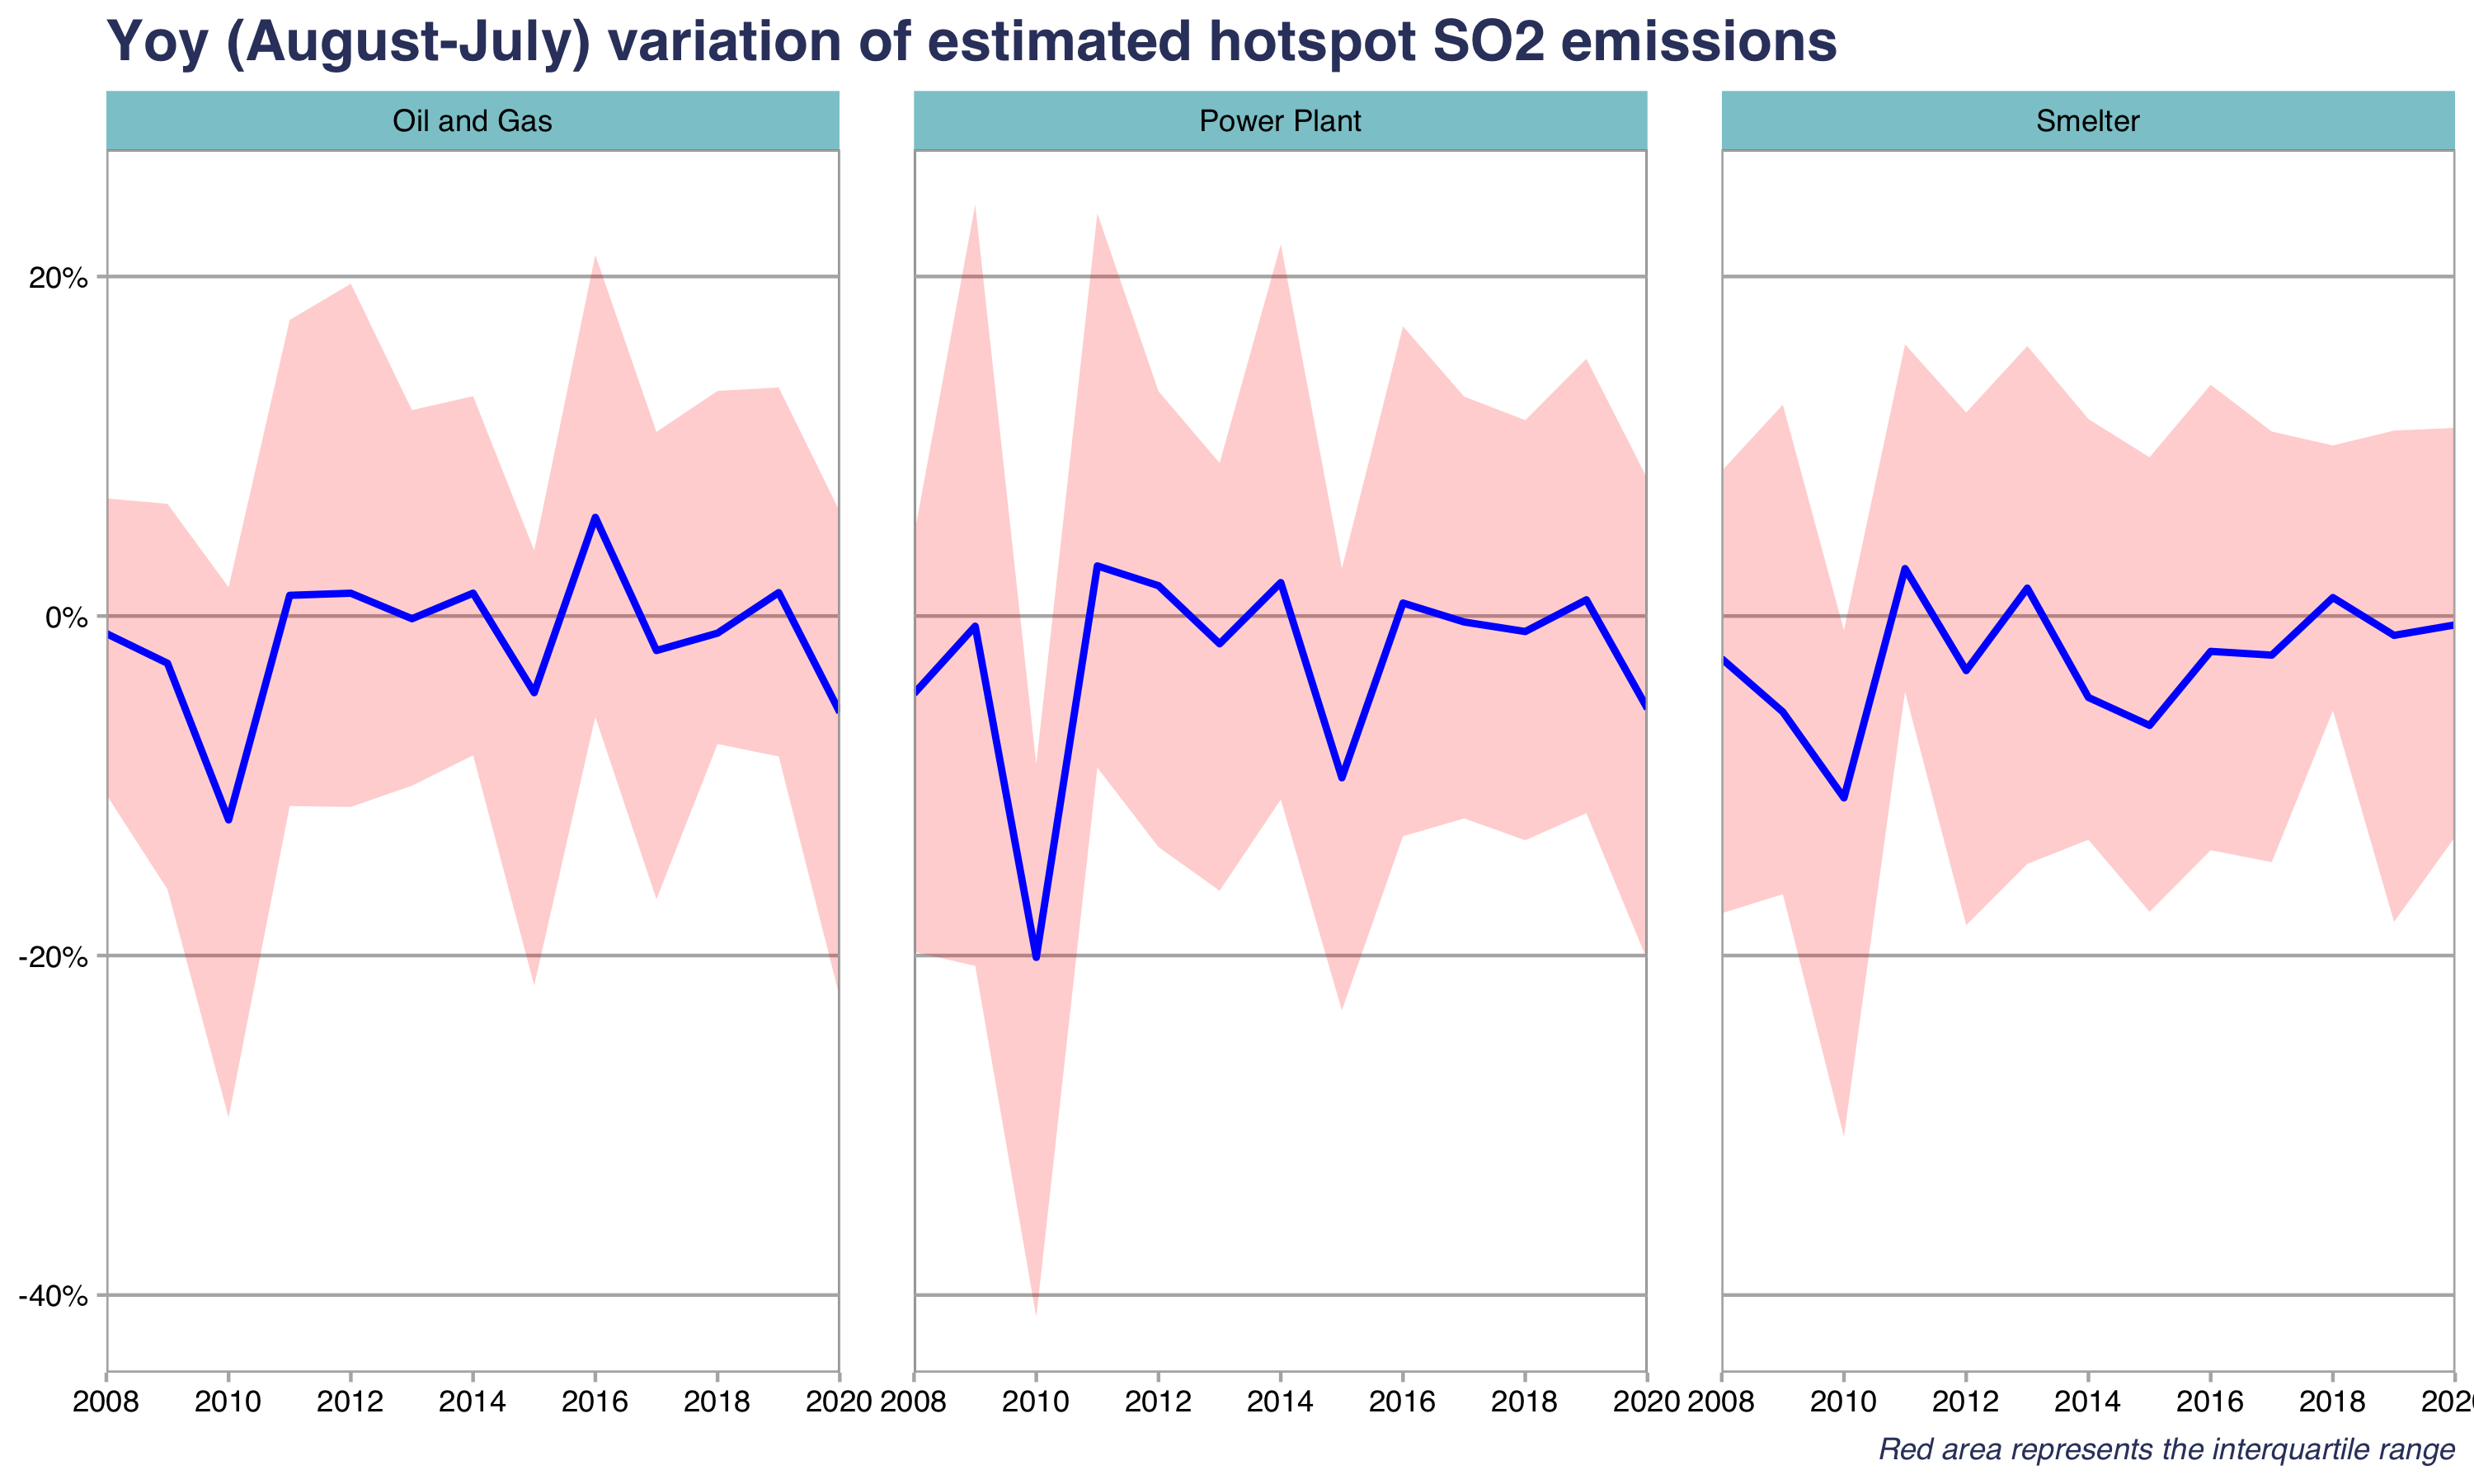 Yoy (August-July) variation of estimated hotspot SO2 emissions
Oil and Gas
Power Plant
Smelter
20%
0%
-20%
-40%
2008 2010 2012 2014 2016 2018 2020
2008 2010 2012 2014 2016 2018 2020
2008 2010 2012 2014 2016 2018 202
Red area represents the interquartile range